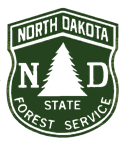 NORTH DAKOTA
N D
STATE
FOREST SERVICE